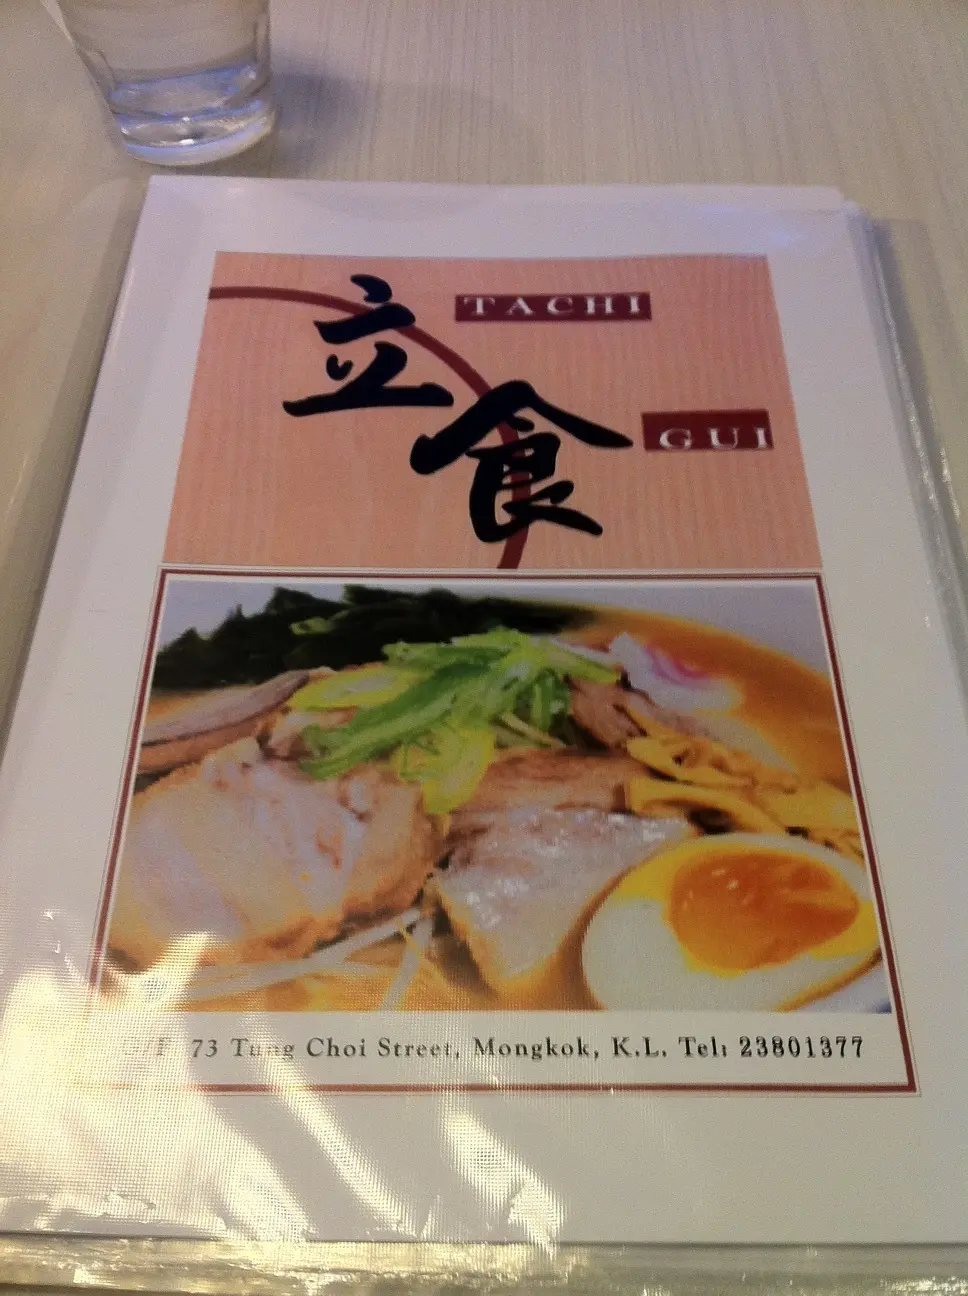 立食
TACHI
GUI
73 Tung Choi Street, Mongkok, K.L. Tel: 23801377